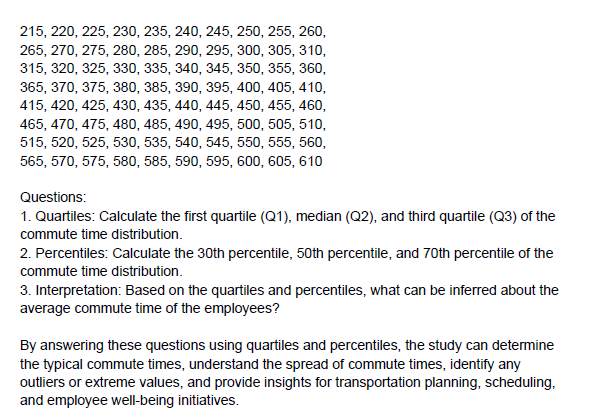 215, 220, 225, 230, 235, 240, 245, 250, 255, 260,
265, 270, 275, 280, 285, 290, 295, 300, 305, 310,
315, 320, 325, 330, 335, 340, 345, 350, 355, 360,
365, 370, 375, 380, 385, 390, 395, 400, 405, 410,
415, 420, 425, 430, 435, 440, 445, 450, 455, 460,
465, 470, 475, 480, 485, 490, 495, 500, 505, 510,
515, 520, 525, 530, 535, 540, 545, 550, 555, 560,
565, 570, 575, 580, 585, 590, 595, 600, 605, 610
Questions:
1. Quartiles: Calculate the first quartile (Q1), median (Q2), and third quartile (Q3) of the
commute time distribution.
2. Percentiles: Calculate the 30th percentile, 50th percentile, and 70th percentile of the
commute time distribution.
3. Interpretation: Based on the quartiles and percentiles, what can be inferred about the
average commute time of the employees?
By answering these questions using quartiles and percentiles, the study can determine
the typical commute times, understand the spread of commute times, identify any
outliers or extreme values, and provide insights for transportation planning, scheduling,
and employee well-being initiatives.